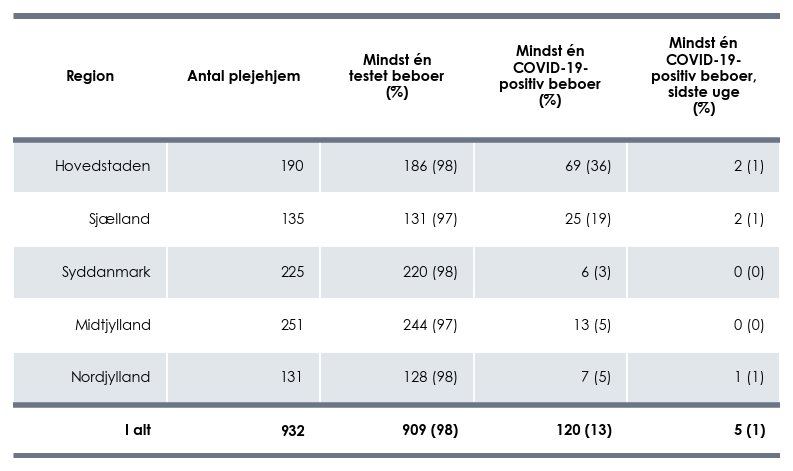 Region Antal plejehjem Mindst én testet beboer (%) Mindst én COVID-19-positiv beboer (%) Mindst én COVID-19-positiv beboer, sidste uge (%)
Hovedstaden 190 186 (98) 69 (36) 2 (1)
Sjælland 135 131 (97) 25 (19) 2 (1)
Syddanmark 225 220 (98) 6 (3) 0 (0)
Midtjylland 251 244 (97) 13 (5) 0 (0)
Nordjylland 131 128 (98) 7 (5) 1 (1)
I alt 932 909 (98) 120 (13) 5 (1)